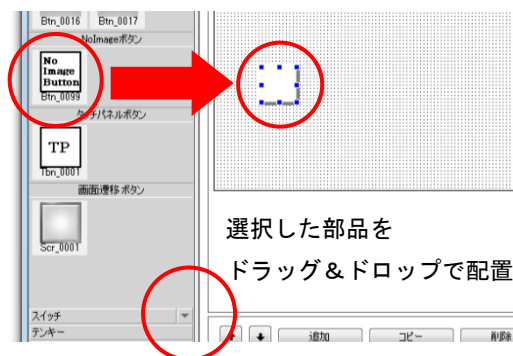 Btn_0016 Btn_0017
NoImageボタン
No
Image
Button
Btn_0099
タッチパネルボタン
TP
Tbn_0001
画面遷移ボタン
Scr_0001
選択した部品を
ドラッグ＆ドロップで配置
スイッチ
テンキー
追加 コピー 削除